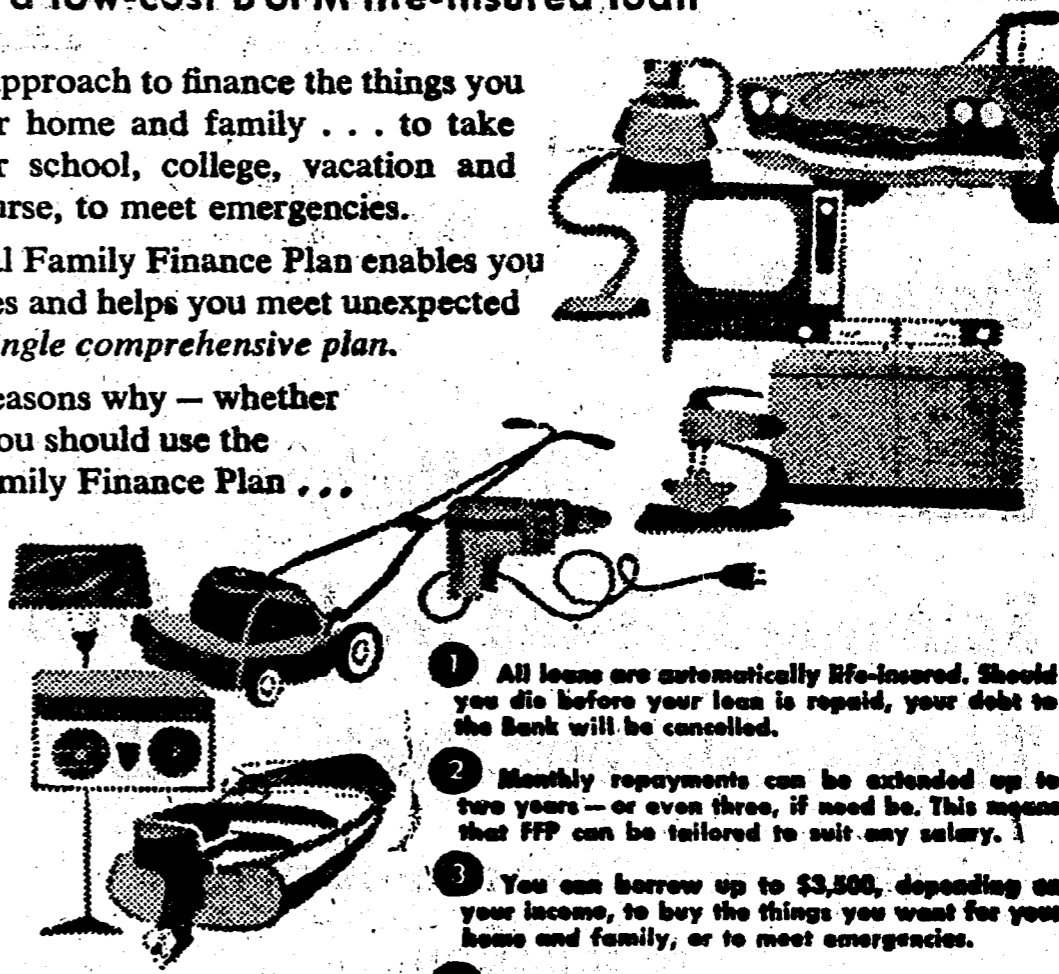 a low-cost B of M life-insured loan
approach to finance the things you
r home and family . . . to take
r school, college, vacation and
urse, to meet emergencies.
l Family Finance Plan enables you
es and helps you meet unexpected
ngle comprehensive plan.
easons why — whether
ou should use the
mily Finance Plan . . .
1 All loans are automatically life-insured. Should
you die before your loan is repaid, your debt to
the Bank will be cancelled.
2 Monthly repayments can be extended up to
two years — or even three, if need be. This means
that FFP can be tailored to suit any salary.
3 You can borrow up to $3,500, depending on
your income, to buy the things you want for your
home and family, or to meet emergencies.